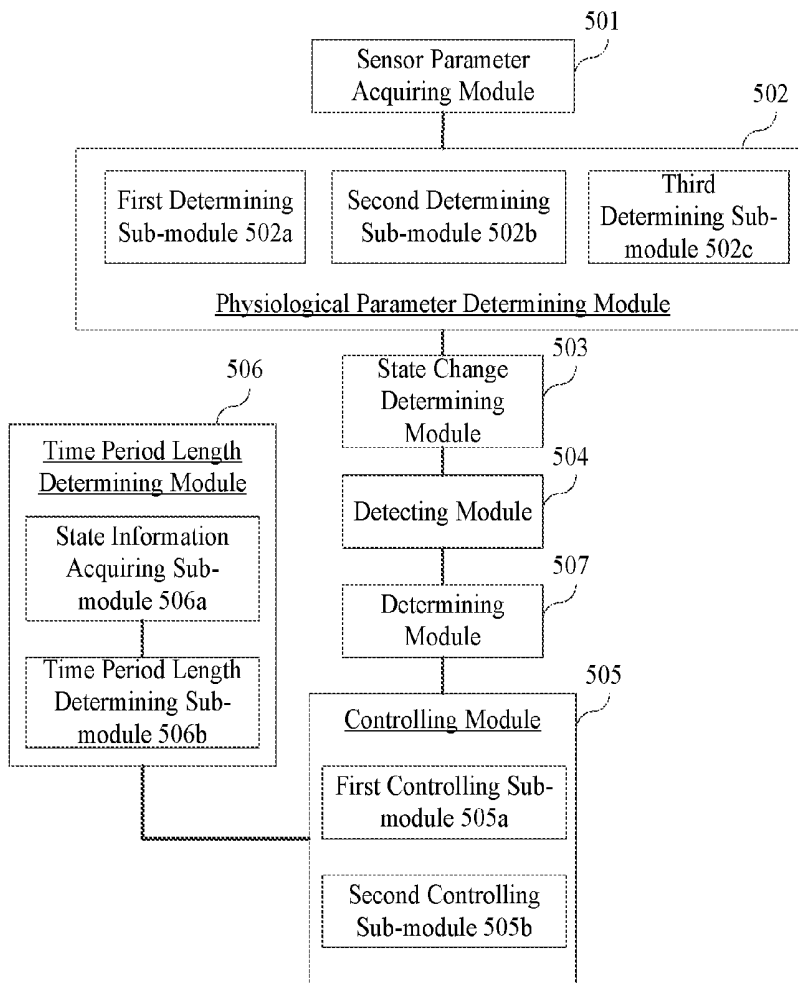 501
Sensor Parameter
Acquiring Module
502
First Determining
Sub-module 502a
Second Determining
Sub-module 502b
Third
Determining Sub-
module 502c
Physiological Parameter Determining Module
503
State Change
Determining
Module
506
Time Period Length
Determining Module
504
Detecting Module
State Information
Acquiring Sub-
module 506a
507
Determining
Module
Time Period Length
Determining Sub-
module 506b
505
Controlling Module
First Controlling Sub-
module 505a
Second Controlling
Sub-module 505b